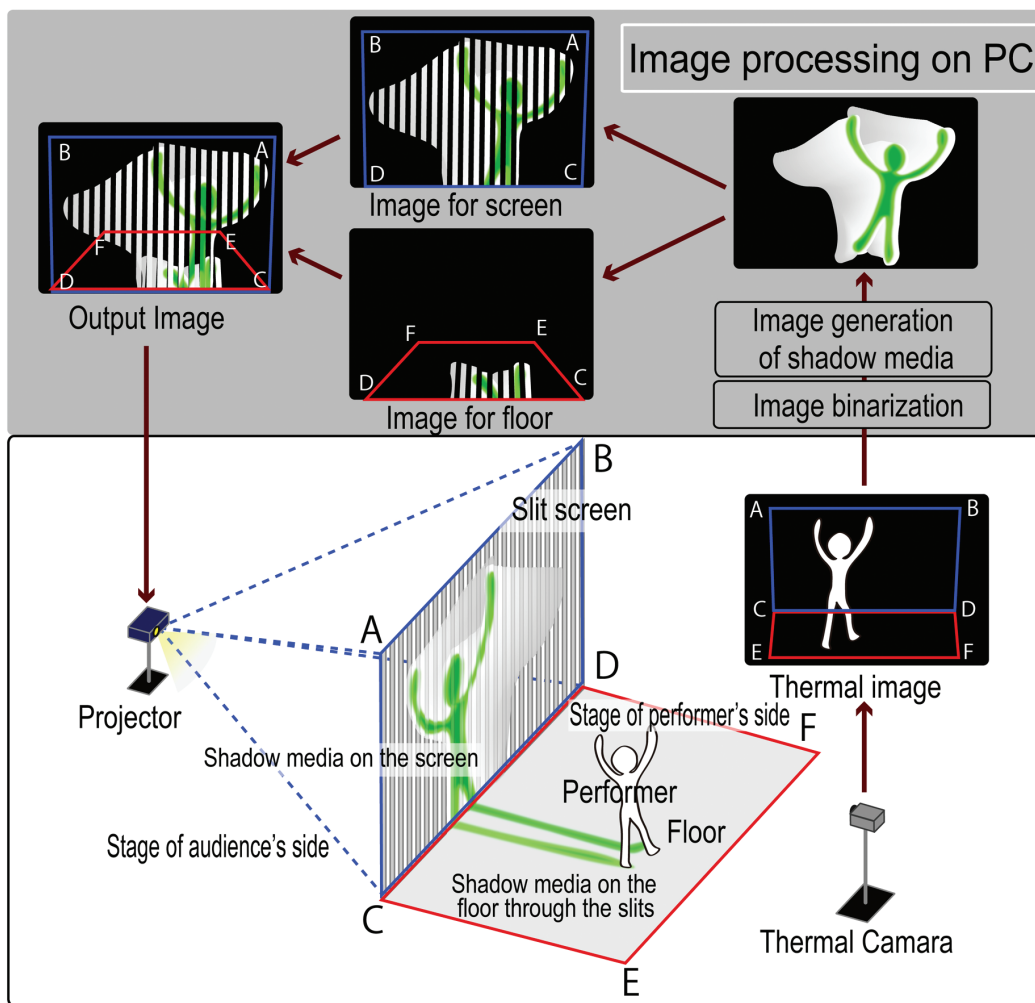 Image processing on PC
B
A
D
C
Image for screen
B
A
F
E
D
C
Output Image
F
E
D
C
Image for floor
Image generation
of shadow media
Image binarization
B
Slit screen
A
B
C
D
E
F
Thermal image
A
D
Projector
Stage of performer's side
F
Shadow media on the screen
Performer
Floor
Stage of audience's side
Shadow media on the
floor through the slits
C
E
Thermal Camara